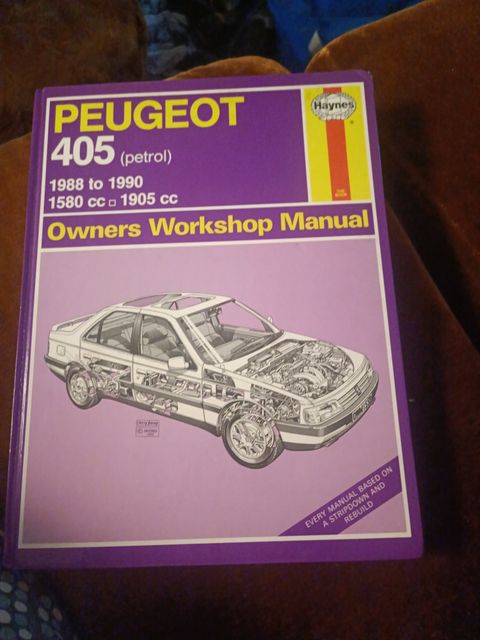 PEUGEOT
405 (petrol)
1988 to 1990
1580 cc □ 1905 cc
Haynes
Owners Workshop Manual
EVERY MANUAL BASED ON
A STRIPDOWN AND
REBUILD